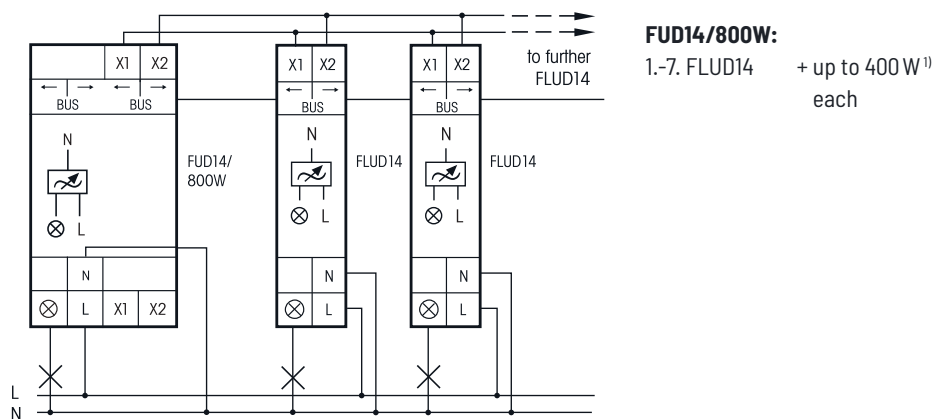 FUD14/800W:
1.-7. FLUD14 + up to 400 W 1)
each
to further
FLUD14
X1 X2
BUS BUS
N
L
FUD14/
800W
N
L X1 X2
X1 X2
BUS
N
L
FLUD14
N
L
X1 X2
BUS
N
L
FLUD14
N
L
L
N